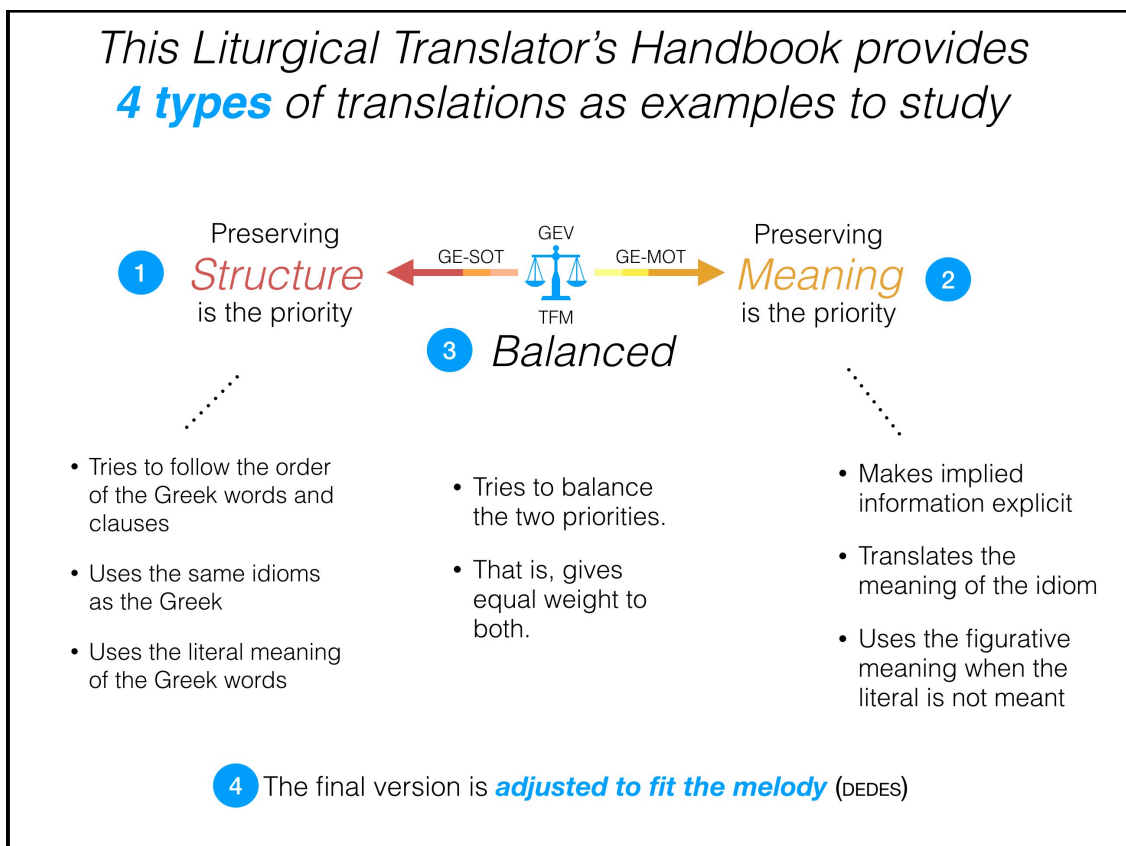 This Liturgical Translator's Handbook provides
4 types of translations as examples to study
1
Preserving
Structure
is the priority
GE-SOT
GEV
TFM
GE-MOT
Preserving
Meaning
is the priority
2
3 Balanced
• Tries to follow the order
of the Greek words and
clauses
• Uses the same idioms
as the Greek
• Uses the literal meaning
of the Greek words
• Tries to balance
the two priorities.
• That is, gives
equal weight to
both.
• Makes implied
information explicit
• Translates the
meaning of the idiom
• Uses the figurative
meaning when the
literal is not meant
4 The final version is adjusted to fit the melody (DEDES)